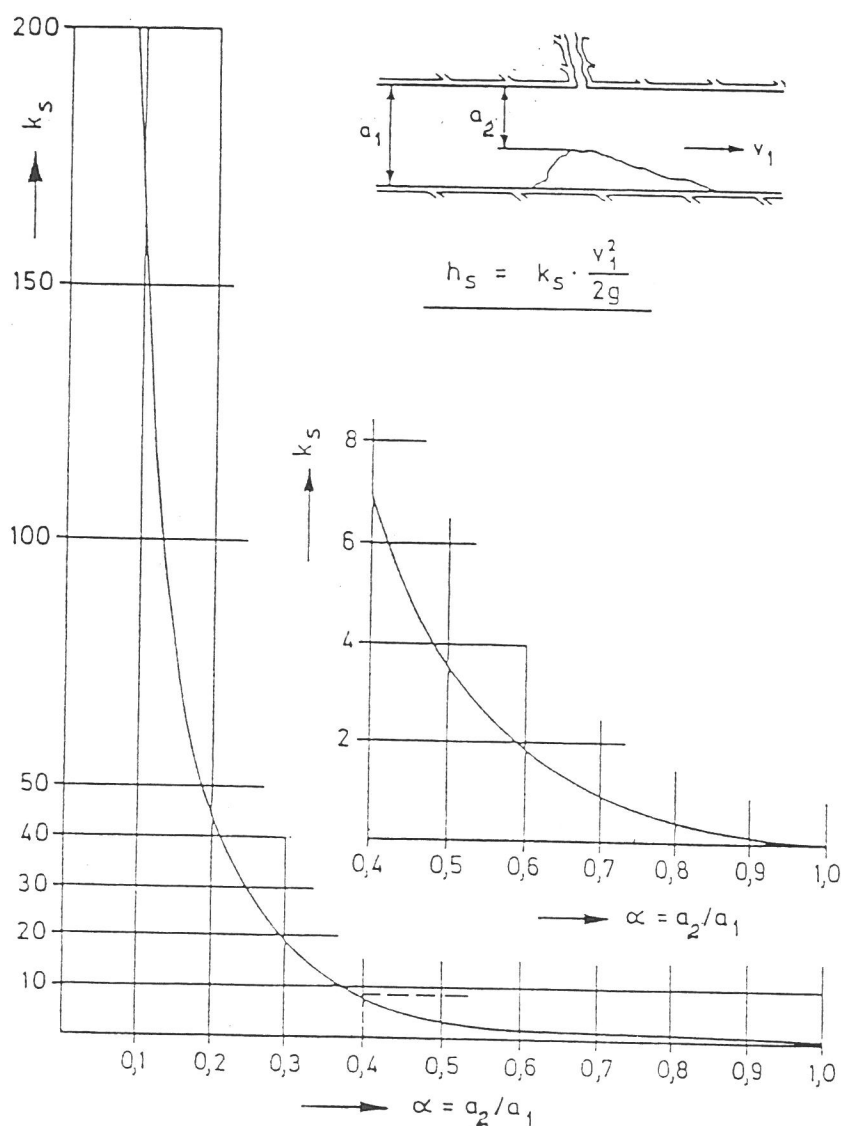 200
k_s
150
100
50
40
30
20
10
0,1 0,2 0,3 0,4 0,5 0,6 0,7 0,8 0,9 1,0
α = a_2/a_1
a_1
a_2
v_1
h_s = k_s · v_1^2/2g
k_s
8
6
4
2
0,4 0,5 0,6 0,7 0,8 0,9 1,0
α = a_2/a_1